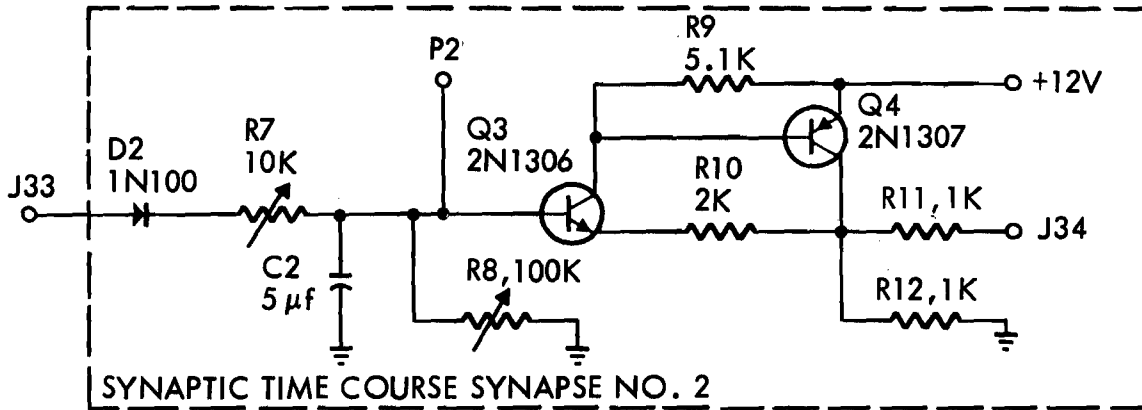 R9
5.1K
P2
+12V
Q4
2N1307
Q3
2N1306
R7
10K
D2
1N100
J33
R10
2K
R11, 1K
J34
C2
5 μf
R8, 100K
R12, 1K
SYNAPTIC TIME COURSE SYNAPSE NO. 2